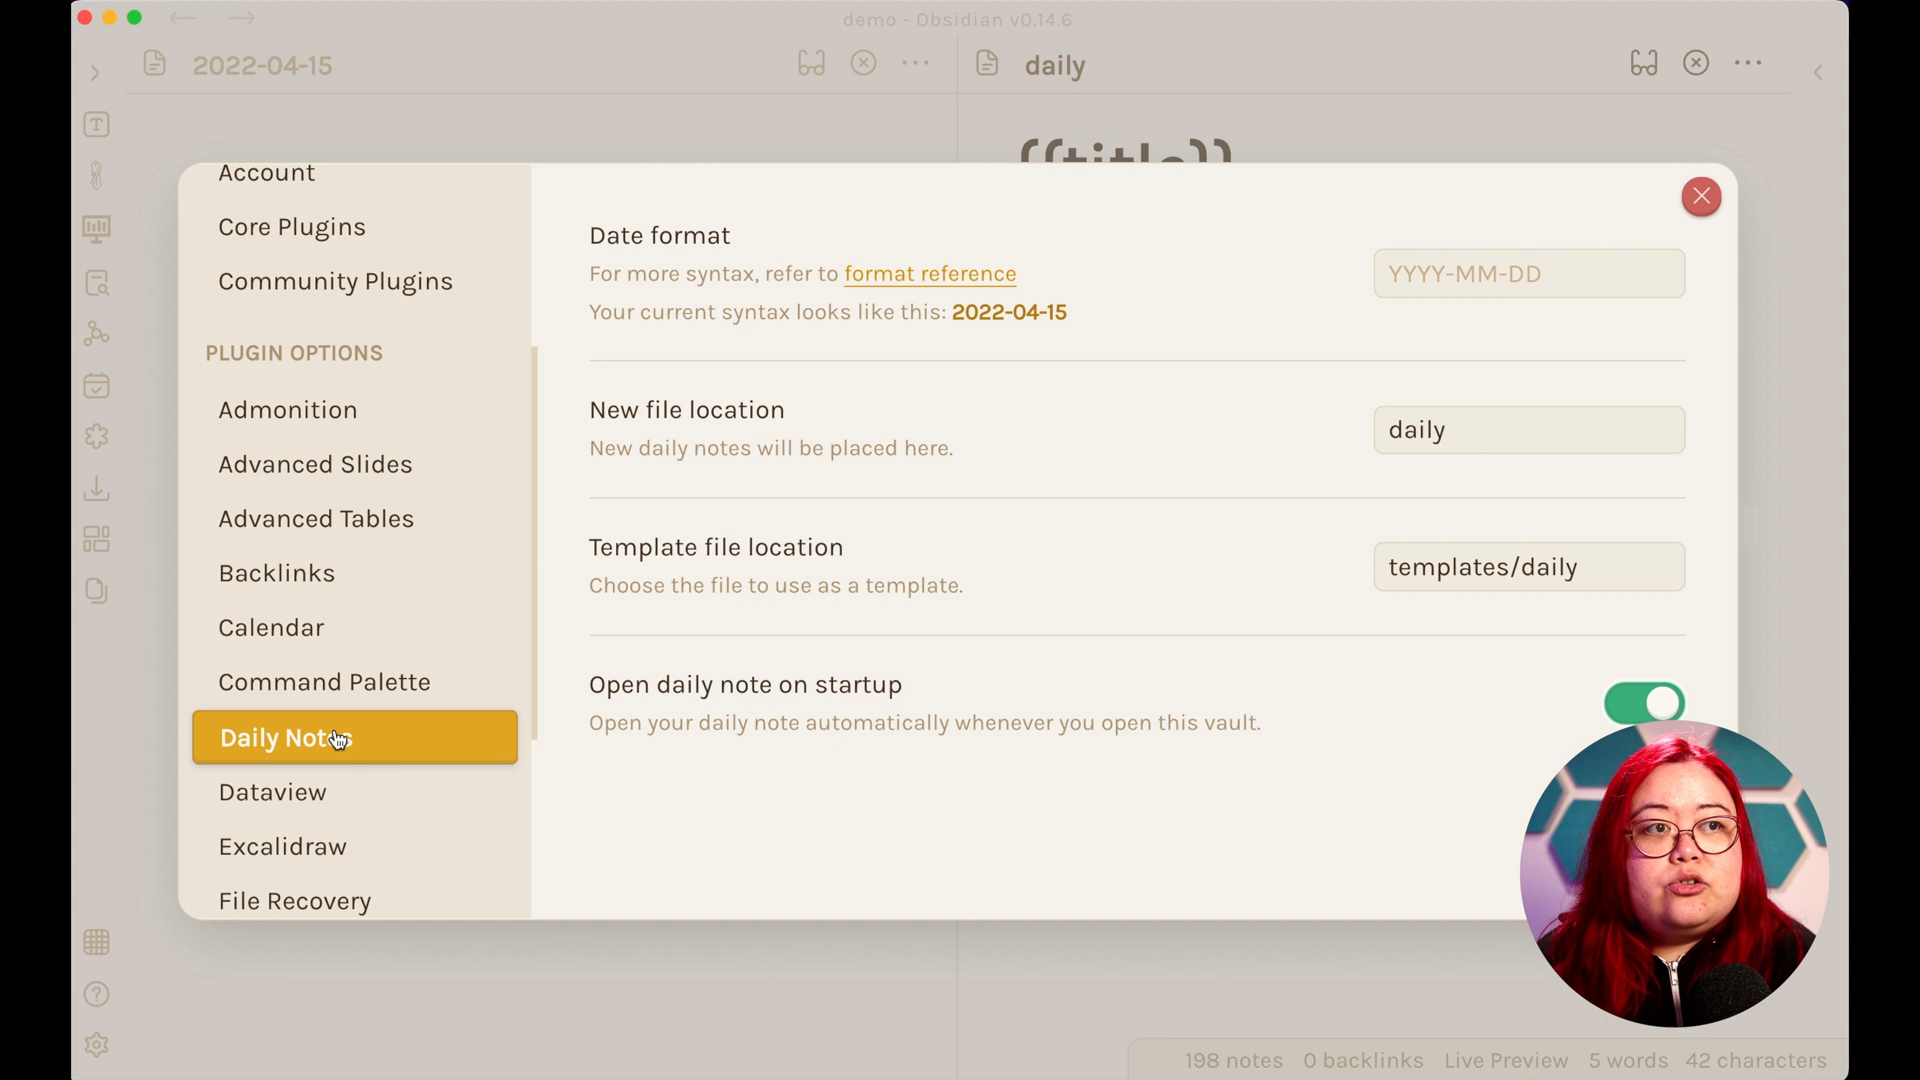 demo - Obsidian v0.14.6
2022-04-15
daily
{{title}}
Account
Core Plugins
Community Plugins
PLUGIN OPTIONS
Admonition
Advanced Slides
Advanced Tables
Backlinks
Calendar
Command Palette
Daily Notes
Dataview
Excalidraw
File Recovery
Date format
For more syntax, refer to format reference
Your current syntax looks like this: 2022-04-15
YYYY-MM-DD
New file location
New daily notes will be placed here.
daily
Template file location
Choose the file to use as a template.
templates/daily
Open daily note on startup
Open your daily note automatically whenever you open this vault.
198 notes 0 backlinks Live Preview 5 words 42 characters